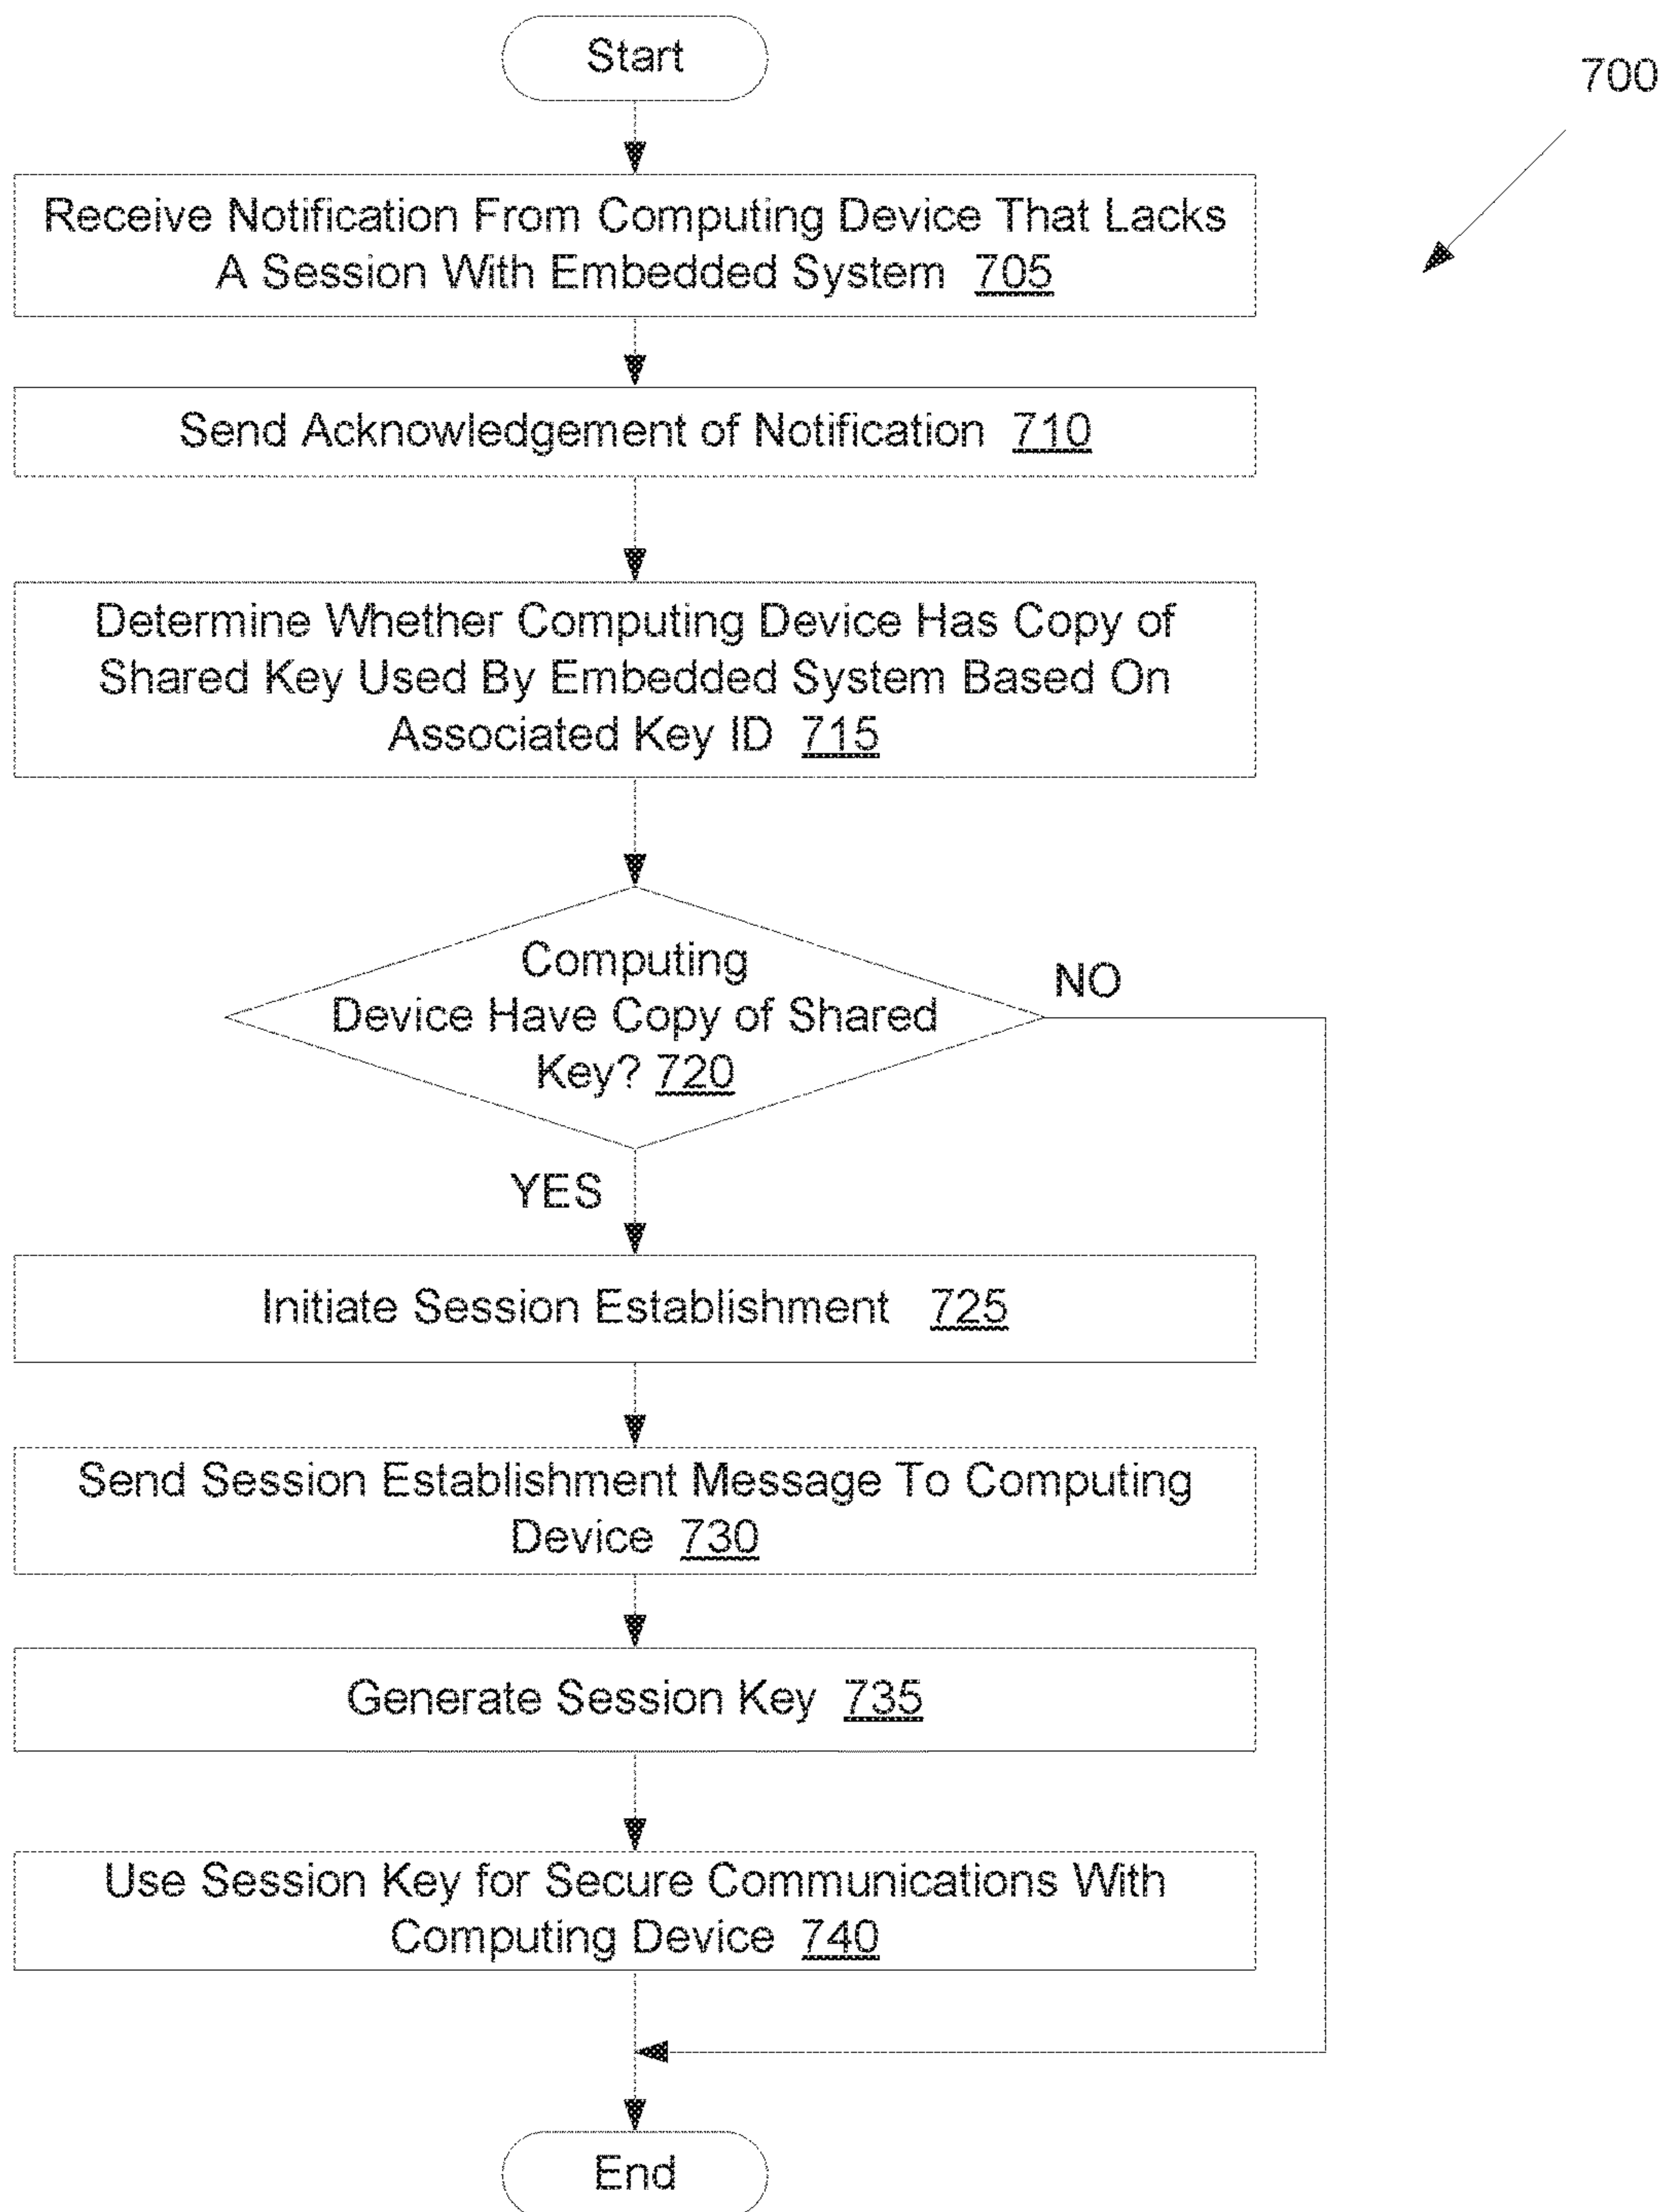 Start
700
Receive Notification From Computing Device That Lacks
A Session With Embedded System 705
Send Acknowledgement of Notification 710
Determine Whether Computing Device Has Copy of
Shared Key Used By Embedded System Based On
Associated Key ID 715
Computing
Device Have Copy of Shared
Key? 720
NO
YES
Initiate Session Establishment 725
Send Session Establishment Message To Computing
Device 730
Generate Session Key 735
Use Session Key for Secure Communications With
Computing Device 740
End